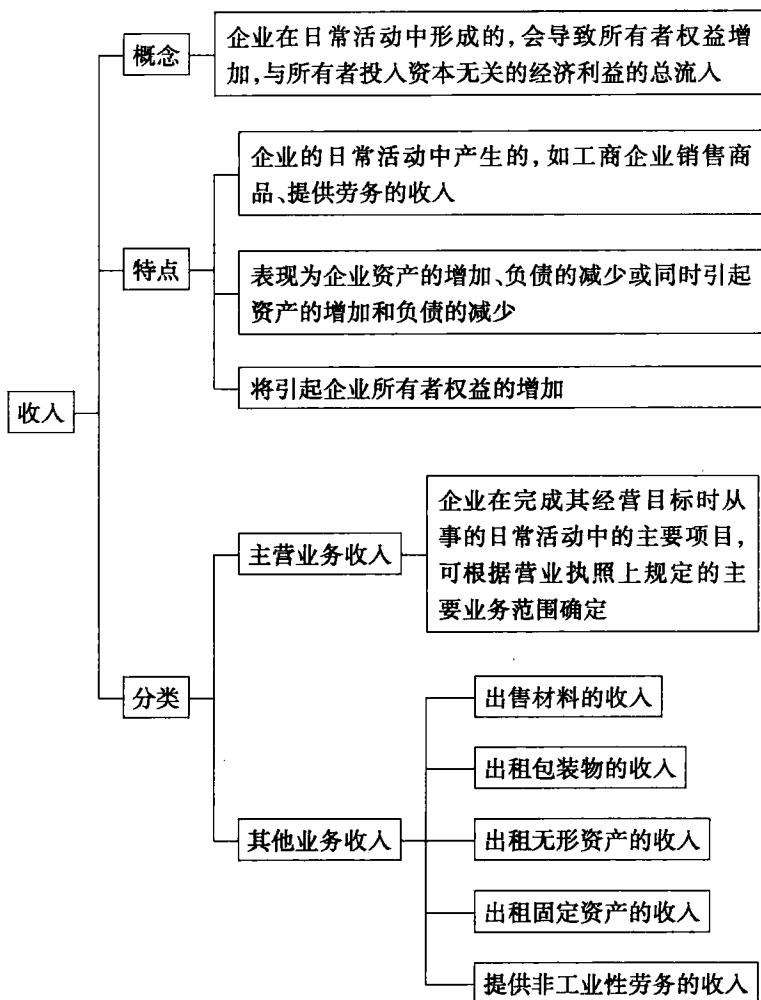 收入
概念
企业在日常活动中形成的,会导致所有者权益增
加,与所有者投入资本无关的经济利益的总流入
特点
企业的日常活动中产生的,如工商企业销售商
品、提供劳务的收入
表现为企业资产的增加、负债的减少或同时引起
资产的增加和负债的减少
将引起企业所有者权益的增加
分类
主营业务收入
企业在完成其经营目标时从
事的日常活动中的主要项目,
可根据营业执照上规定的主
要业务范围确定
其他业务收入
出售材料的收入
出租包装物的收入
出租无形资产的收入
出租固定资产的收入
提供非工业性劳务的收入